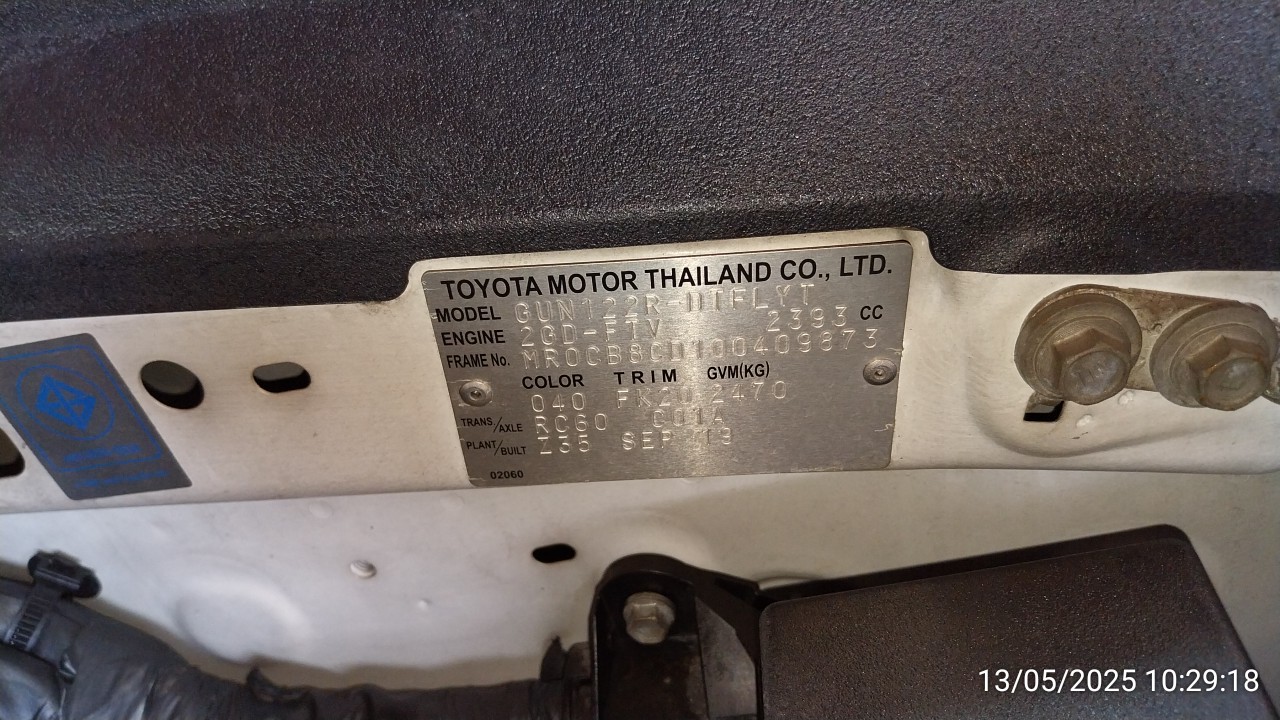 TOYOTA MOTOR THAILAND CO., LTD.
MODEL GUN122R-DTFLYT
ENGINE 2GD-FTV 2393 CC
FRAME No. MR0CB8CD100409873
COLOR TRIM GVM(KG)
040 FK20 2470
TRANS/AXLE RC60 C01A
PLANT/BUILT Z35 SEP 19
02060
13/05/2025 10:29:18